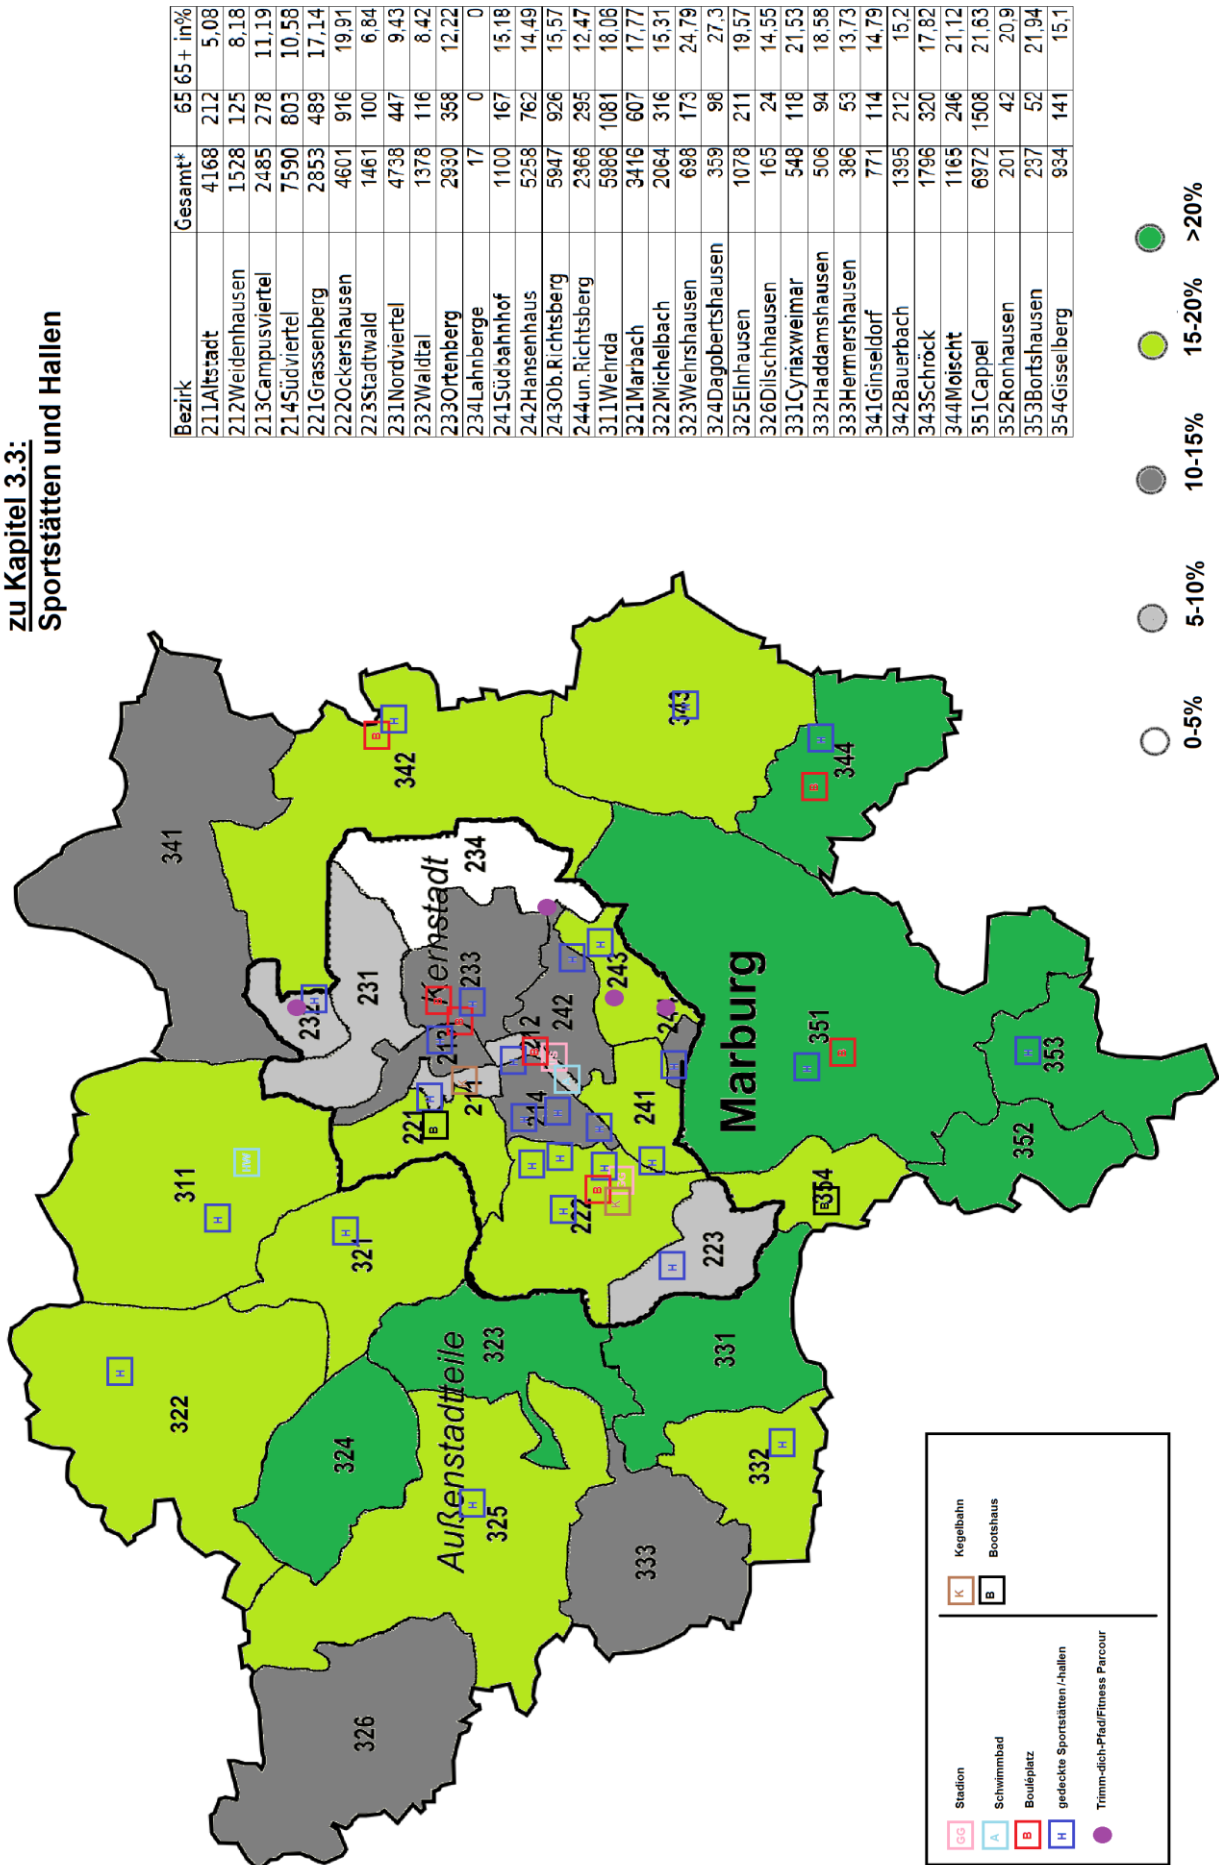 zu Kapitel 3.3:
Sportstätten und Hallen
Bezirk Gesamt* 65 65+ in%
211Altstadt 4168 212 5,08
212Weidenhausen 1528 125 8,18
213Campusviertel 2485 278 11,19
214Südviertel 7590 803 10,58
221Grassenberg 2853 489 17,14
222Ockershausen 4601 916 19,91
223Stadtwald 1461 100 6,84
231Nordviertel 4738 447 9,43
232Waldtal 1378 116 8,42
233Ortenberg 2930 358 12,22
234Lahnberge 17 0 0
241Südbahnhof 1100 167 15,18
242Hansenhaus 5258 762 14,49
243Ob.Richtsberg 5947 926 15,57
244un.Richtsberg 2366 295 12,47
311Wehrda 5986 1081 18,06
321Marbach 3416 607 17,77
322Michelbach 2064 316 15,31
323Wehrshausen 698 173 24,79
324Dagobertshausen 359 98 27,3
325Elnhausen 1078 211 19,57
326Dilschhausen 165 24 14,55
331Cyriaxweimar 548 118 21,53
332Haddamshausen 506 94 18,58
333Hermershausen 386 53 13,73
341Ginseldorf 771 114 14,79
342Bauerbach 1395 212 15,2
343Schröck 1796 320 17,82
344Moischt 1165 246 21,12
351Cappel 6972 1508 21,63
352Ronhausen 201 42 20,9
353Bortshausen 237 52 21,94
354Gisselberg 934 141 15,1
341
342
B
H
343
344
B
H
234
Kernstadt
231
232
H
233
B
B
H
H
H
H
243
242
212
H
B
H
221
H
B
H
H
H
241
H
H
H
H
H
B
K
H
222
H
223
Marburg
351
H
B
353
H
352
354
B
311
H
HW
321
H
322
H
323
324
Außenstadtteile
325
H
331
332
H
333
326
0-5%
5-10%
10-15%
15-20%
>20%
GG Stadion
A Schwimmbad
B Bouléplatz
H gedeckte Sportstätten /-hallen
Trimm-dich-Pfad/Fitness Parcour
K Kegelbahn
B Bootshaus